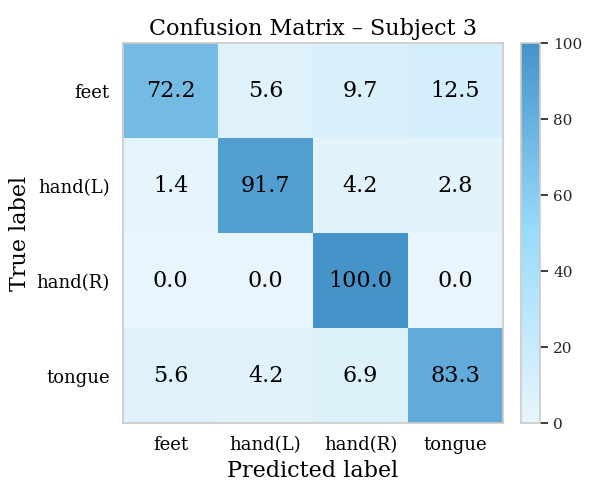 Confusion Matrix – Subject 3
True label
feet 72.2 5.6 9.7 12.5
hand(L) 1.4 91.7 4.2 2.8
hand(R) 0.0 0.0 100.0 0.0
tongue 5.6 4.2 6.9 83.3
feet hand(L) hand(R) tongue
Predicted label
100
80
60
40
20
0